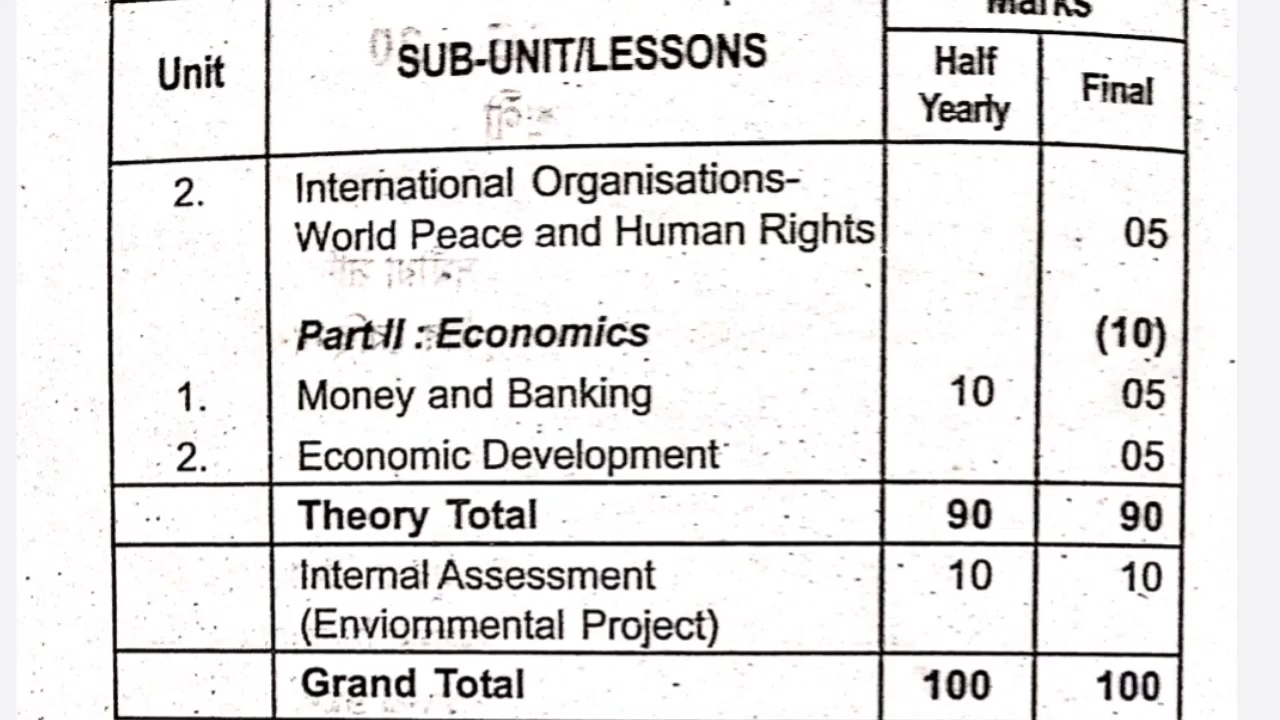 Marks
Unit
SUB-UNIT/LESSONS
Half
Yearly
Final
2. International Organisations-
World Peace and Human Rights 05
Part II : Economics (10)
1. Money and Banking 10 05
2. Economic Development 05
Theory Total 90 90
Internal Assessment 10 10
(Enviornmental Project)
Grand Total 100 100